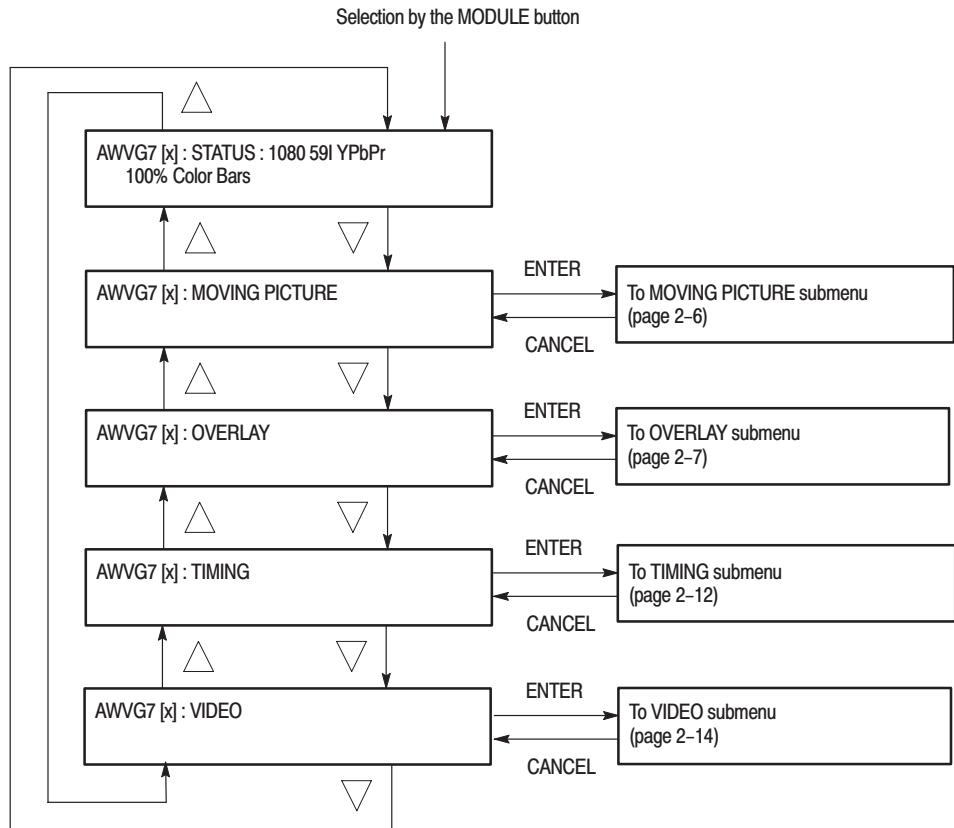 Selection by the MODULE button
AWVG7 [x] : STATUS : 1080 59I YPbPr
100% Color Bars
AWVG7 [x] : MOVING PICTURE
ENTER
CANCEL
To MOVING PICTURE submenu
(page 2–6)
AWVG7 [x] : OVERLAY
ENTER
CANCEL
To OVERLAY submenu
(page 2–7)
AWVG7 [x] : TIMING
ENTER
CANCEL
To TIMING submenu
(page 2–12)
AWVG7 [x] : VIDEO
ENTER
CANCEL
To VIDEO submenu
(page 2–14)